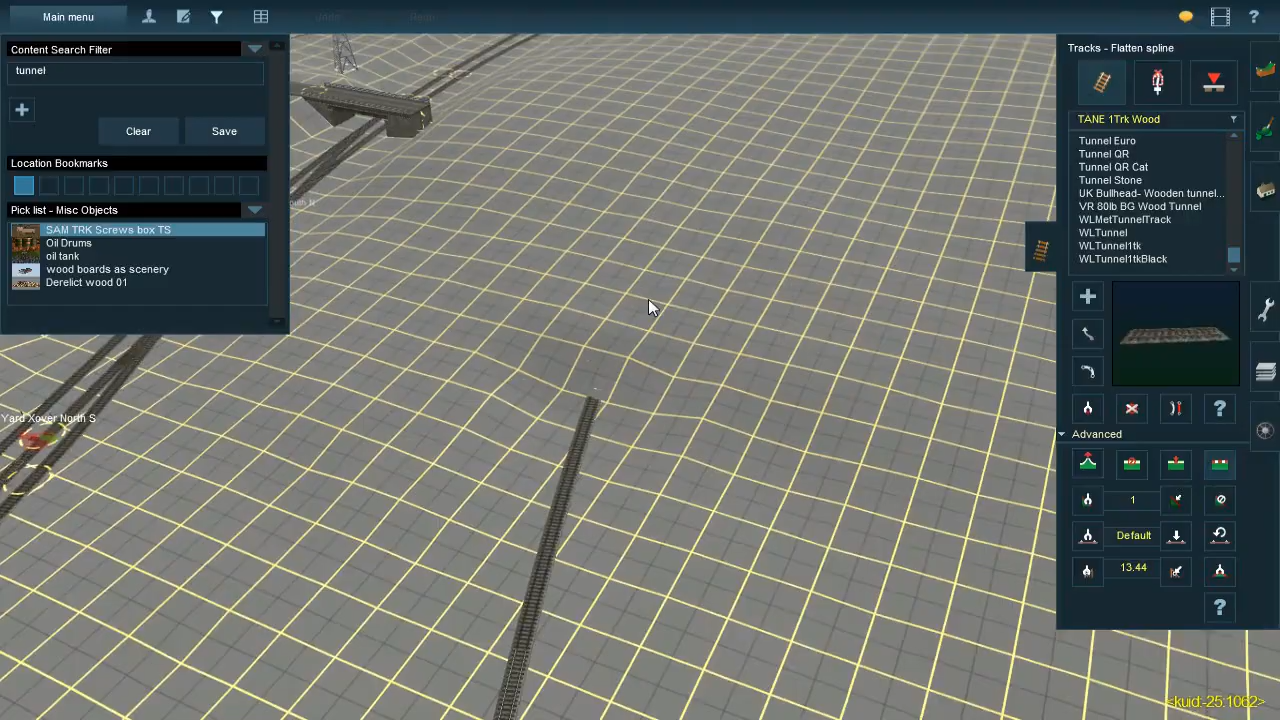 Main menu
Undo
Redo
?
Content Search Filter
tunnel
Clear
Save
Location Bookmarks
Pick list - Misc Objects
SAM TRK Screws box TS
Oil Drums
oil tank
wood boards as scenery
Derelict wood 01
Yard Xover North S
Tracks - Flatten spline
TANE 1Trk Wood
Tunnel Euro
Tunnel QR
Tunnel QR Cat
Tunnel Stone
UK Bullhead- Wooden tunnel...
VR 80lb BG Wood Tunnel
WLMetTunnelTrack
WLTunnel
WLTunnel1tk
WLTunnel1tkBlack
?
Advanced
1
Default
13.44
?
<kuid:-25:1062>